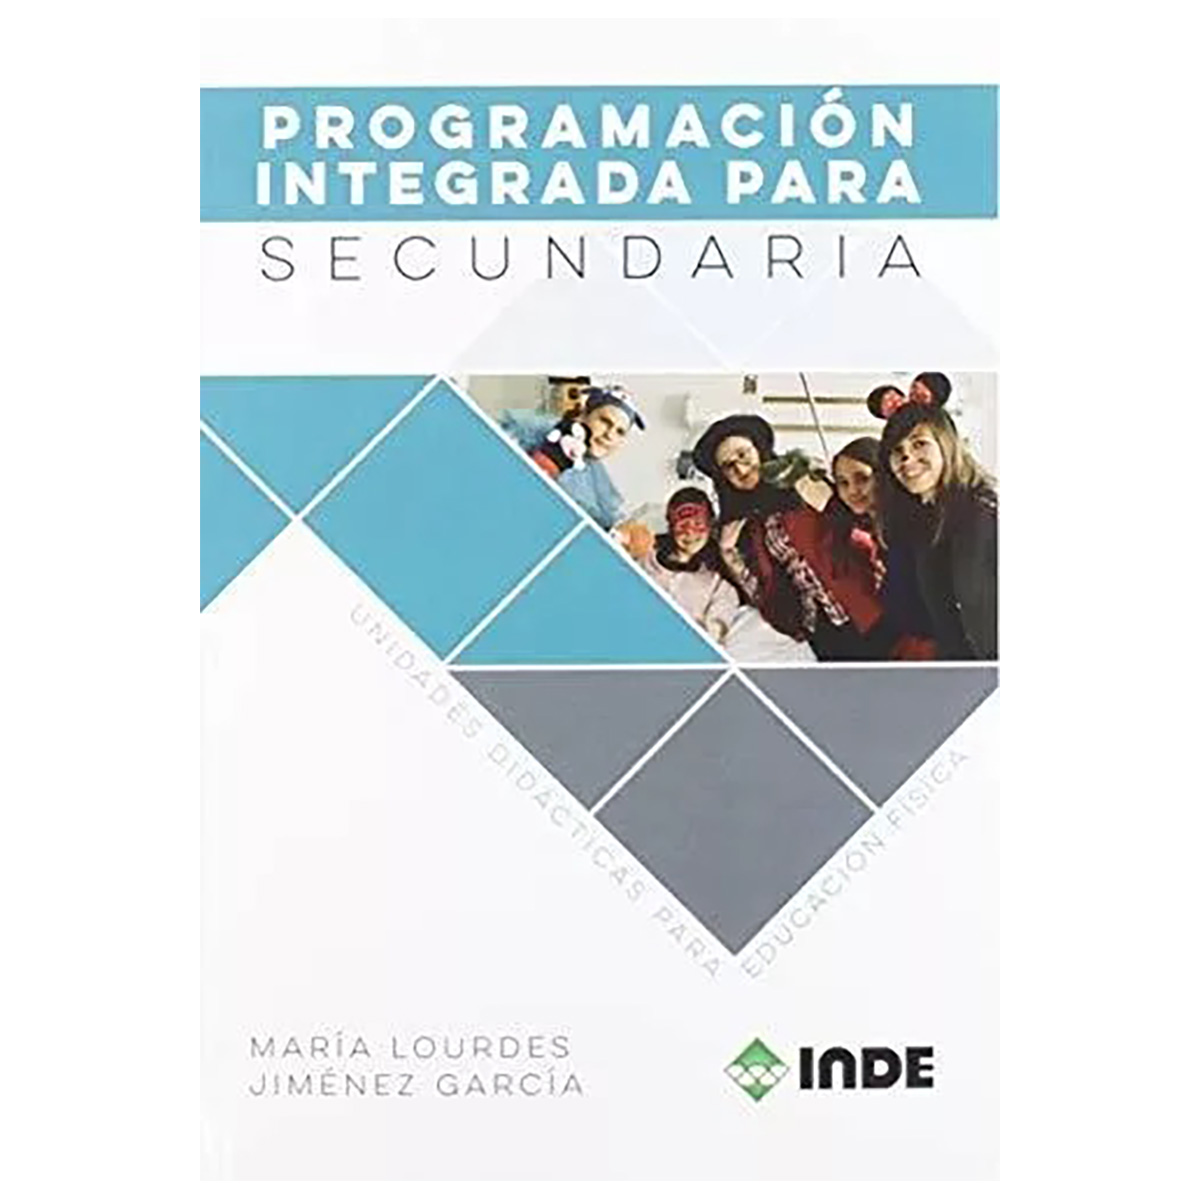 PROGRAMACIÓN
INTEGRADA PARA
SECUNDARIA
UNIDADES DIDÁCTICAS PARA
EDUCACIÓN FÍSICA
MARÍA LOURDES
JIMÉNEZ GARCÍA
INDE